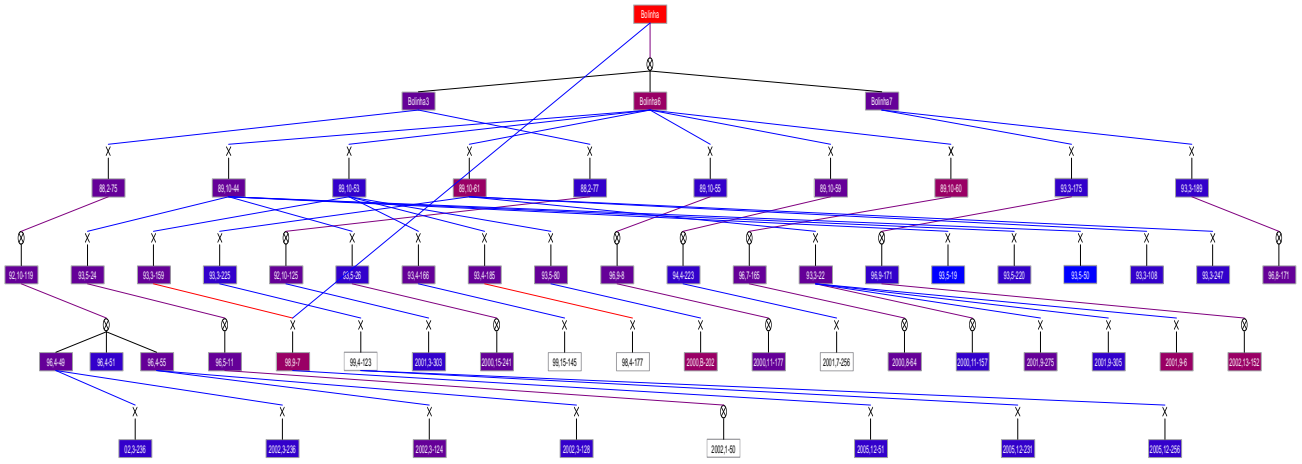 Bolinha
Bolinha3 Bolinha6 Bolinha7
88,2-75 89,10-44 89,10-53 89,10-61 88,2-77 89,10-55 89,10-59 89,10-60 93,3-175 93,3-189
92,10-119 93,5-24 93,3-159 93,3-225 92,10-125 93,5-26 93,4-166 93,4-185 93,5-80 96,9-8 94,4-223 96,7-165 93,3-22 96,9-171 93,5-19 93,5-220 93,5-50 93,3-108 93,3-247 96,8-171
96,4-49 96,4-51 96,4-55 96,5-11 98,9-7 99,4-123 2001,3-303 2000,15-241 99,15-145 98,4-177 2000,8-202 2000,11-177 2001,7-256 2000,8-64 2000,11-157 2001,9-275 2001,9-305 2001,9-6 2002,13-152
02,3-236 2002,3-236 2002,3-124 2002,3-128 2002,1-50 2005,12-51 2005,12-231 2005,12-256